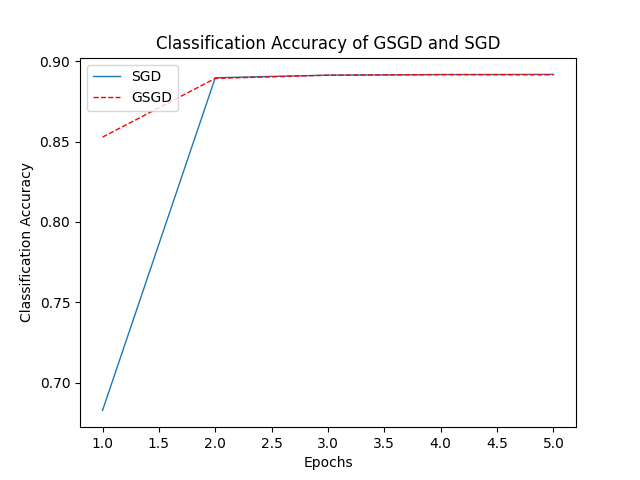 Classification Accuracy of GSGD and SGD
SGD
GSGD
0.90
0.85
0.80
0.75
0.70
Classification Accuracy
1.0 1.5 2.0 2.5 3.0 3.5 4.0 4.5 5.0
Epochs